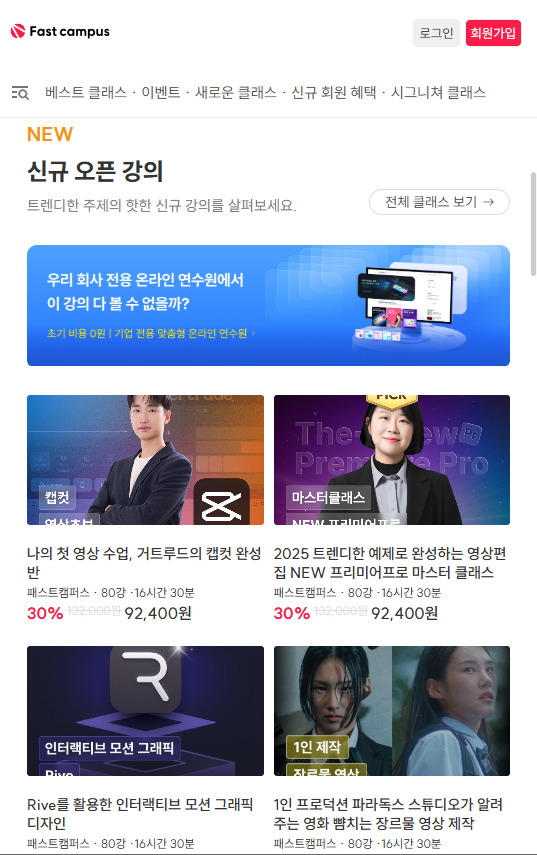 Fast campus
로그인
회원가입
베스트 클래스 · 이벤트 · 새로운 클래스 · 신규 회원 혜택 · 시그니쳐 클래스
NEW
신규 오픈 강의
트렌디한 주제의 핫한 신규 강의를 살펴보세요.
전체 클래스 보기 →
우리 회사 전용 온라인 연수원에서
이 강의 다 볼 수 없을까?
초기 비용 0원 | 기업 전용 맞춤형 온라인 연수원 >
캡컷
영상초보
나의 첫 영상 수업, 거트루드의 캡컷 완성
반
패스트캠퍼스 · 80강 · 16시간 30분
30% 132,000원 92,400원
PICK
The New
Premiere Pro
마스터클래스
NEW 프리미어프로
2025 트렌디한 예제로 완성하는 영상편
집 NEW 프리미어프로 마스터 클래스
패스트캠퍼스 · 80강 · 16시간 30분
30% 132,000원 92,400원
인터랙티브 모션 그래픽
Rive
Rive를 활용한 인터랙티브 모션 그래픽
디자인
패스트캠퍼스 · 80강 · 16시간 30분
1인 제작
장르물 영상
1인 프로덕션 파라독스 스튜디오가 알려
주는 영화 뺨치는 장르물 영상 제작
패스트캠퍼스 · 80강 · 16시간 30분